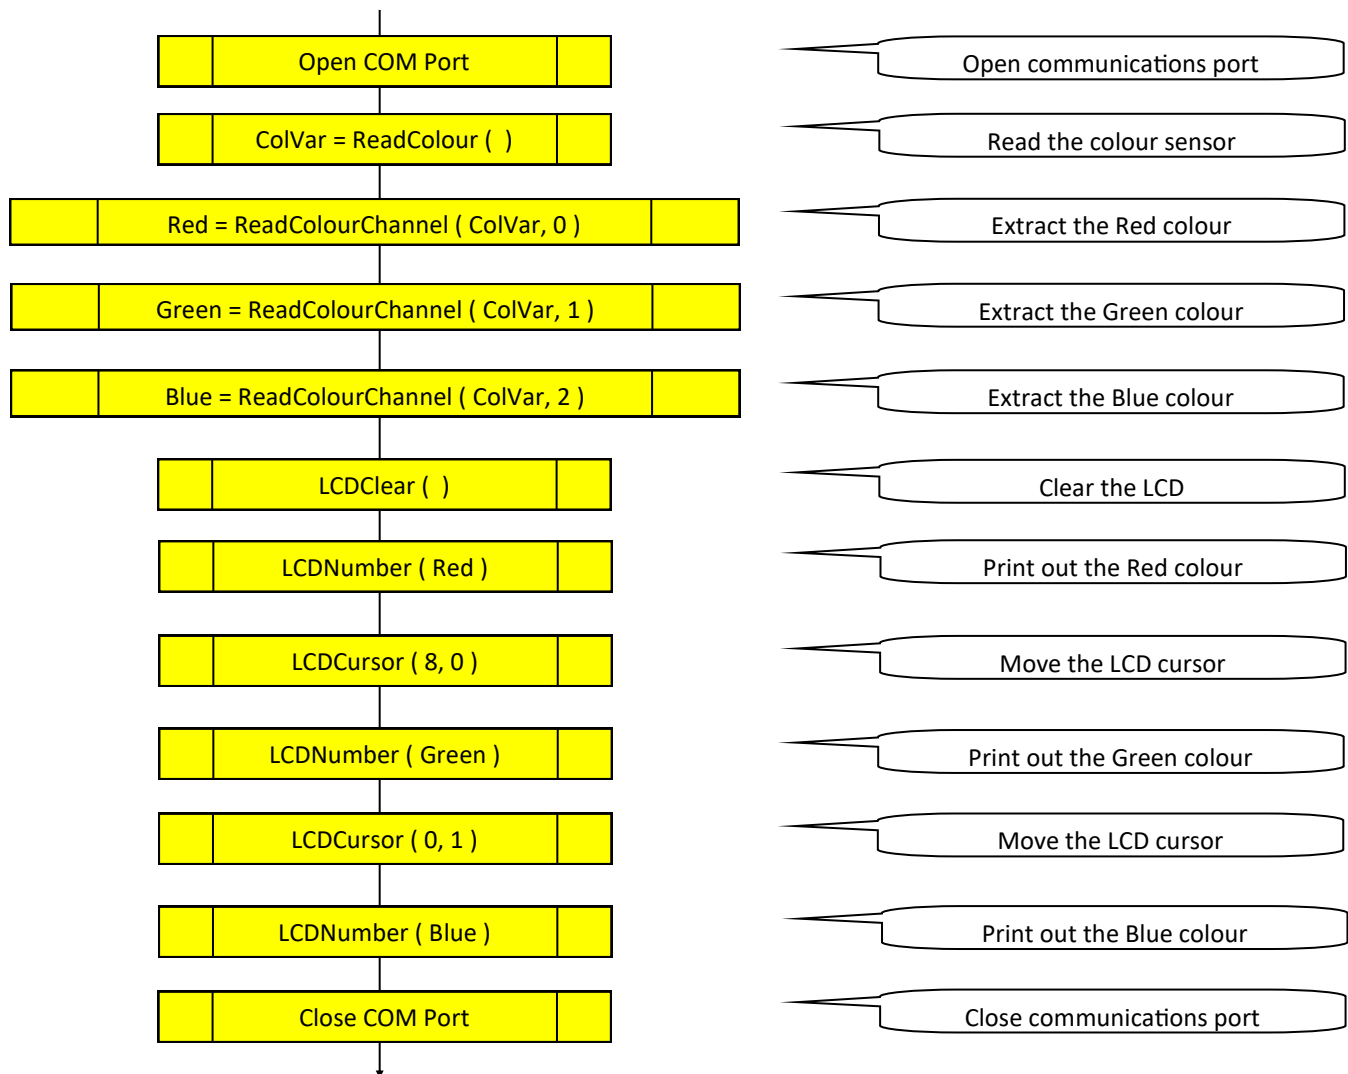 Open COM Port
Open communications port
ColVar = ReadColour ( )
Read the colour sensor
Red = ReadColourChannel ( ColVar, 0 )
Extract the Red colour
Green = ReadColourChannel ( ColVar, 1 )
Extract the Green colour
Blue = ReadColourChannel ( ColVar, 2 )
Extract the Blue colour
LCDClear ( )
Clear the LCD
LCDNumber ( Red )
Print out the Red colour
LCDCursor ( 8, 0 )
Move the LCD cursor
LCDNumber ( Green )
Print out the Green colour
LCDCursor ( 0, 1 )
Move the LCD cursor
LCDNumber ( Blue )
Print out the Blue colour
Close COM Port
Close communications port